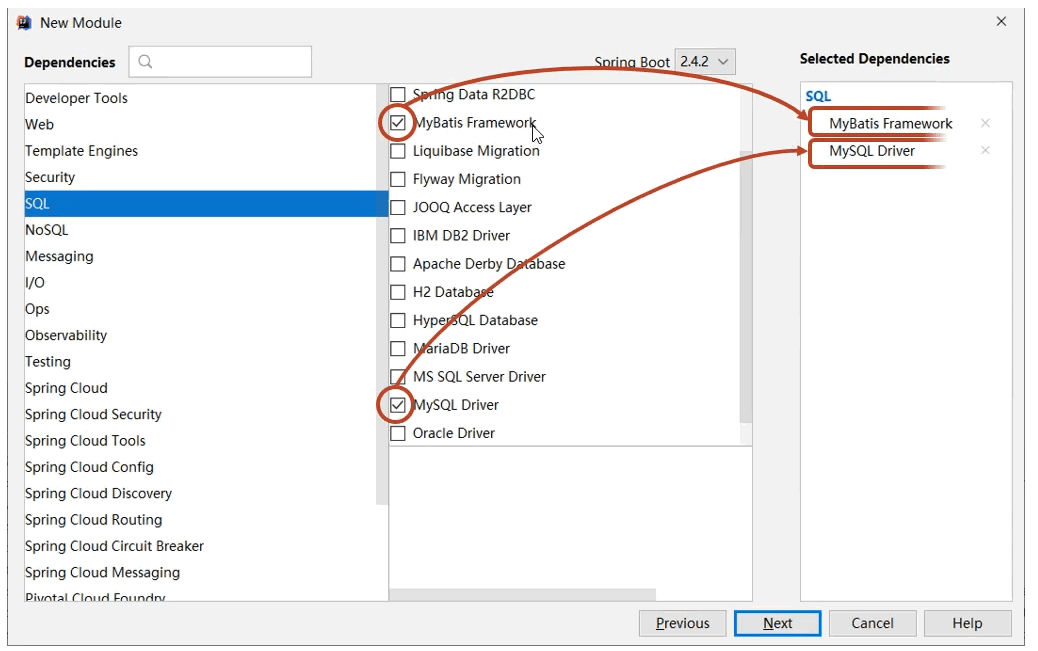 New Module
Dependencies
Spring Boot 2.4.2
Selected Dependencies
Developer Tools
Web
Template Engines
Security
SQL
NoSQL
Messaging
I/O
Ops
Observability
Testing
Spring Cloud
Spring Cloud Security
Spring Cloud Tools
Spring Cloud Config
Spring Cloud Discovery
Spring Cloud Routing
Spring Cloud Circuit Breaker
Spring Cloud Messaging
Pivotal Cloud Foundry
Spring Data R2DBC
MyBatis Framework
Liquibase Migration
Flyway Migration
JOOQ Access Layer
IBM DB2 Driver
Apache Derby Database
H2 Database
HyperSQL Database
MariaDB Driver
MS SQL Server Driver
MySQL Driver
Oracle Driver
SQL
MyBatis Framework
MySQL Driver
Previous
Next
Cancel
Help